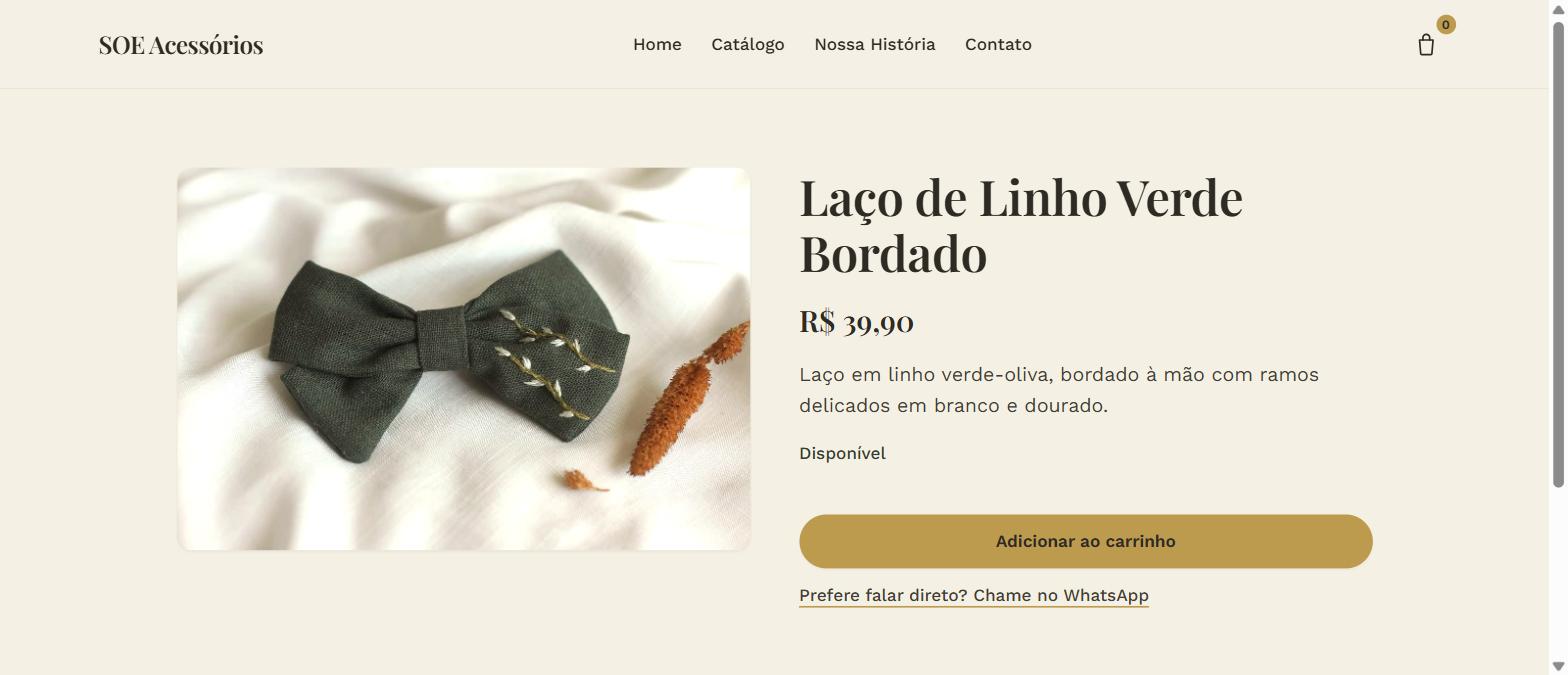 SOE Acessórios
Home Catálogo Nossa História Contato
0
Laço de Linho Verde
Bordado
R$ 39,90
Laço em linho verde-oliva, bordado à mão com ramos
delicados em branco e dourado.
Disponível
Adicionar ao carrinho
Prefere falar direto? Chame no WhatsApp